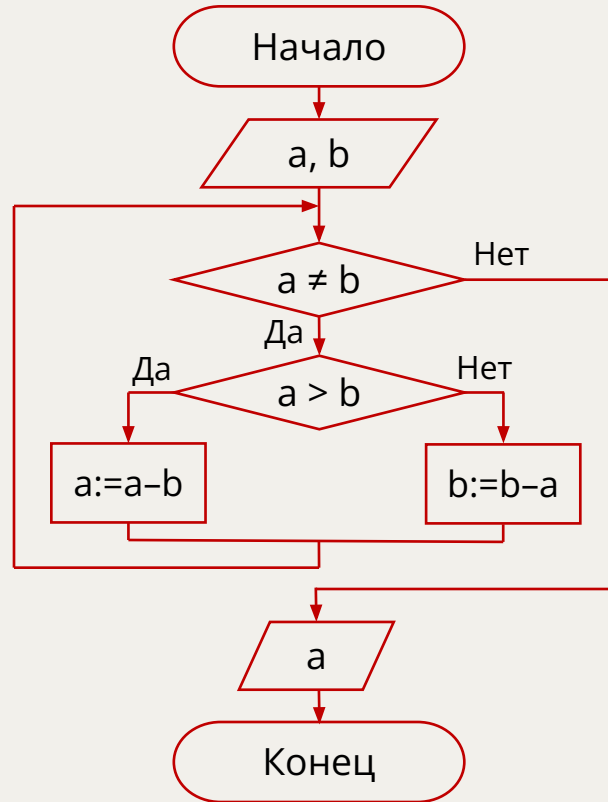 Начало
a, b
a ≠ b
Нет
Да
a > b
Да
Нет
a:=a–b
b:=b–a
a
Конец